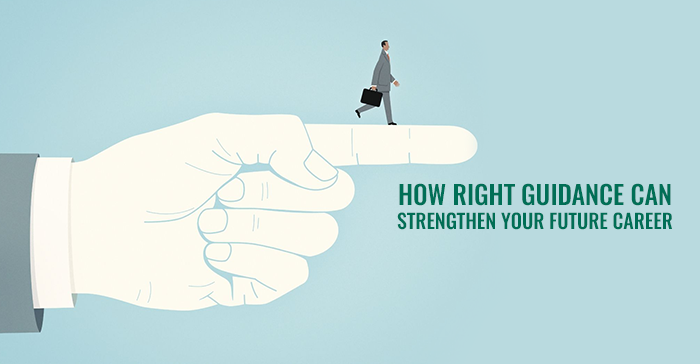 HOW RIGHT GUIDANCE CAN
STRENGTHEN YOUR FUTURE CAREER